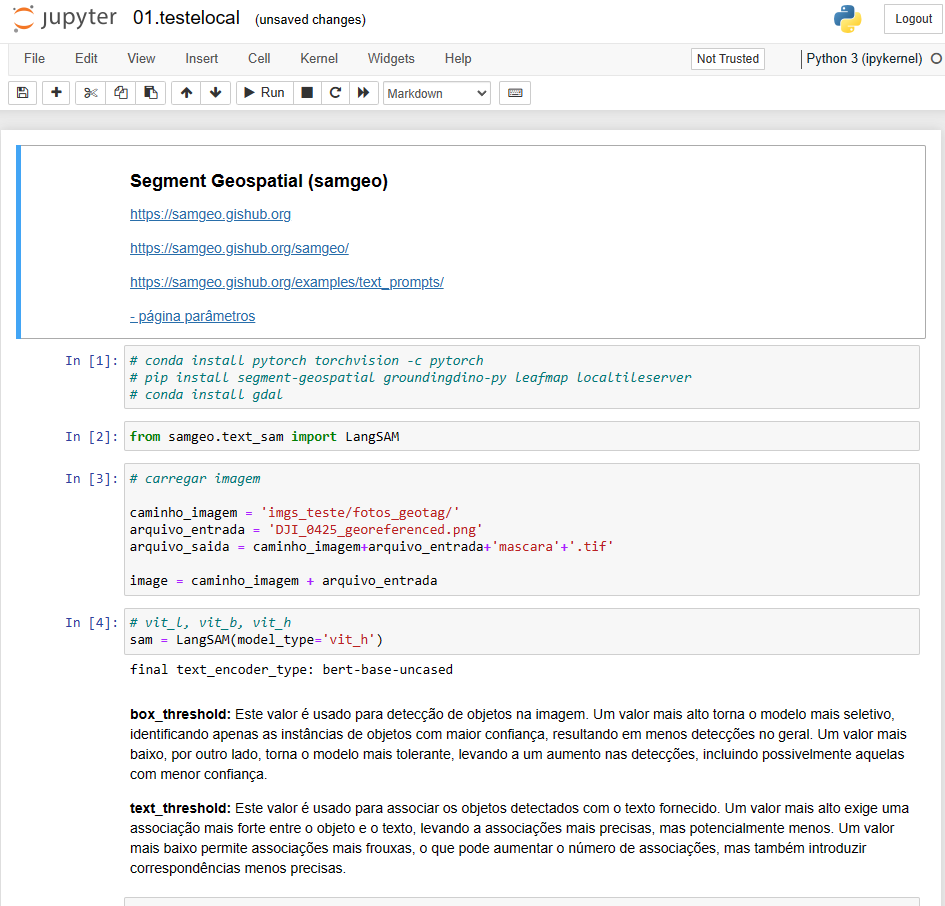 jupyter 01.testelocal (unsaved changes)
Logout
File Edit View Insert Cell Kernel Widgets Help Not Trusted Python 3 (ipykernel)
Run Markdown
Segment Geospatial (samgeo)
https://samgeo.gishub.org
https://samgeo.gishub.org/samgeo/
https://samgeo.gishub.org/examples/text_prompts/
- página parâmetros
In [1]: # conda install pytorch torchvision -c pytorch
# pip install segment-geospatial groundingdino-py leafmap localtileserver
# conda install gdal
In [2]: from samgeo.text_sam import LangSAM
In [3]: # carregar imagem
caminho_imagem = 'imgs_teste/fotos_geotag/'
arquivo_entrada = 'DJI_0425_georeferenced.png'
arquivo_saida = caminho_imagem+arquivo_entrada+'mascara'+'.tif'
image = caminho_imagem + arquivo_entrada
In [4]: # vit_l, vit_b, vit_h
sam = LangSAM(model_type='vit_h')
final text_encoder_type: bert-base-uncased
box_threshold: Este valor é usado para detecção de objetos na imagem. Um valor mais alto torna o modelo mais seletivo,
identificando apenas as instâncias de objetos com maior confiança, resultando em menos detecções no geral. Um valor mais
baixo, por outro lado, torna o modelo mais tolerante, levando a um aumento nas detecções, incluindo possivelmente aquelas
com menor confiança.
text_threshold: Este valor é usado para associar os objetos detectados com o texto fornecido. Um valor mais alto exige uma
associação mais forte entre o objeto e o texto, levando a associações mais precisas, mas potencialmente menos. Um valor
mais baixo permite associações mais frouxas, o que pode aumentar o número de associações, mas também introduzir
correspondências menos precisas.